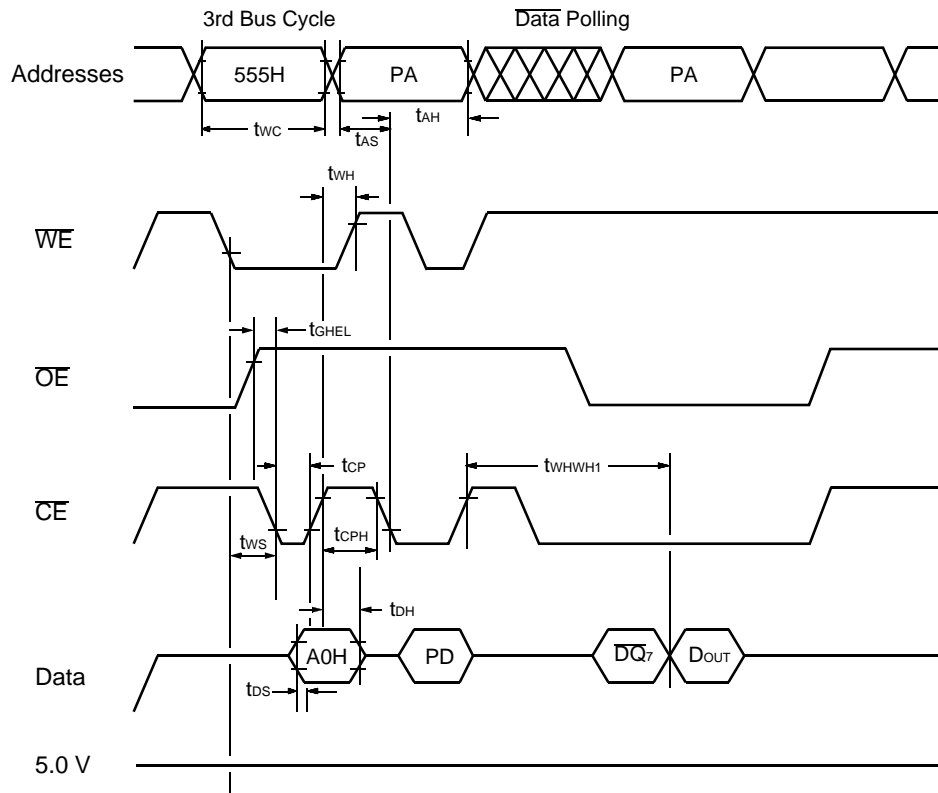 3rd Bus Cycle Data Polling
Addresses 555H PA PA
tWC tAS tAH
tWH
WE
tGHEL
OE
tCP tWHWH1
CE
tWS tCPH
tDH
Data A0H PD DQ7 DOUT
tDS
5.0 V